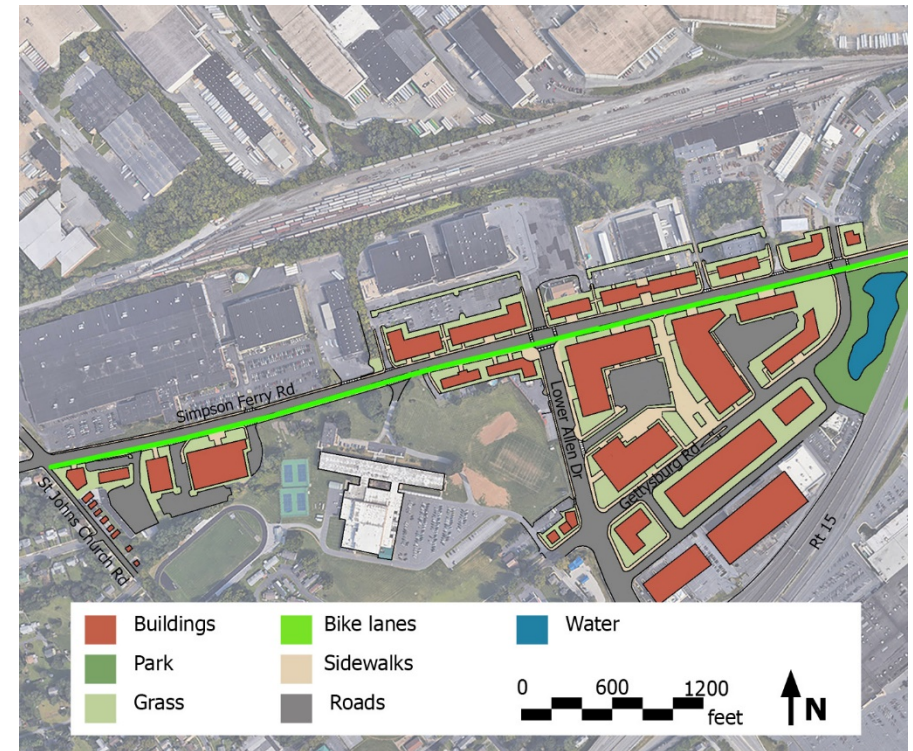 Simpson Ferry Rd
Lower Allen Dr
Gettysburg Rd
St Johns Church Rd
Rt 15
Buildings
Bike lanes
Water
Park
Sidewalks
Grass
Roads
0 600 1200
feet
N